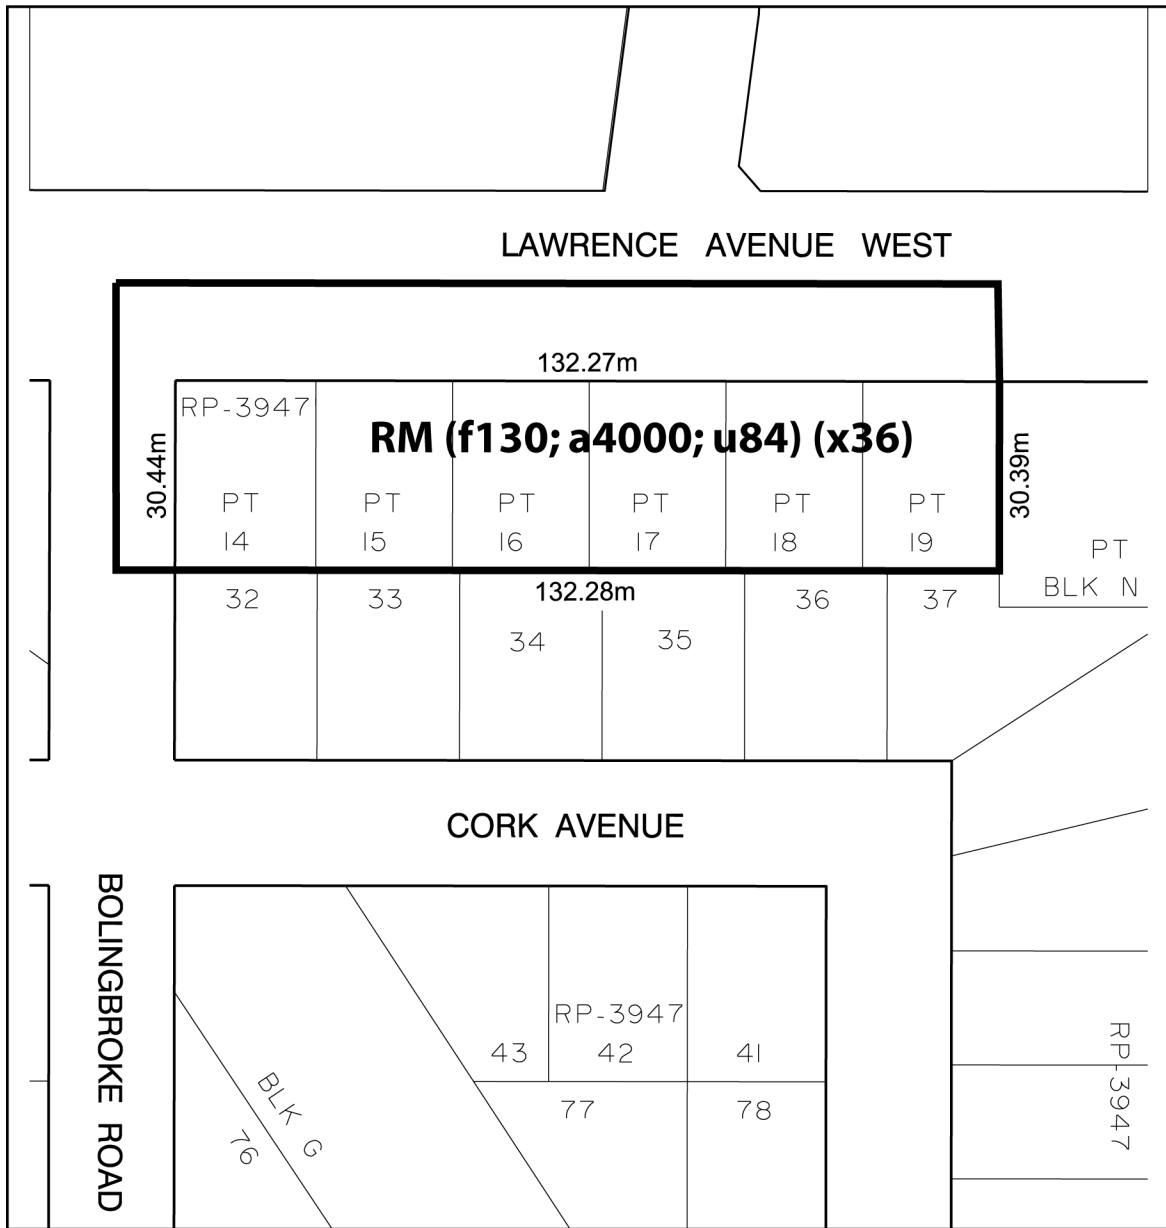 LAWRENCE AVENUE WEST
132.27m
RP-3947
RM (f130; a4000; u84) (x36)
30.44m
30.39m
PT
14
PT
15
PT
16
PT
17
PT
18
PT
19
PT
BLK N
132.28m
32
33
34
35
36
37
CORK AVENUE
BOLINGBROKE ROAD
RP-3947
43
42
41
77
78
BLK G
76
RP-3947